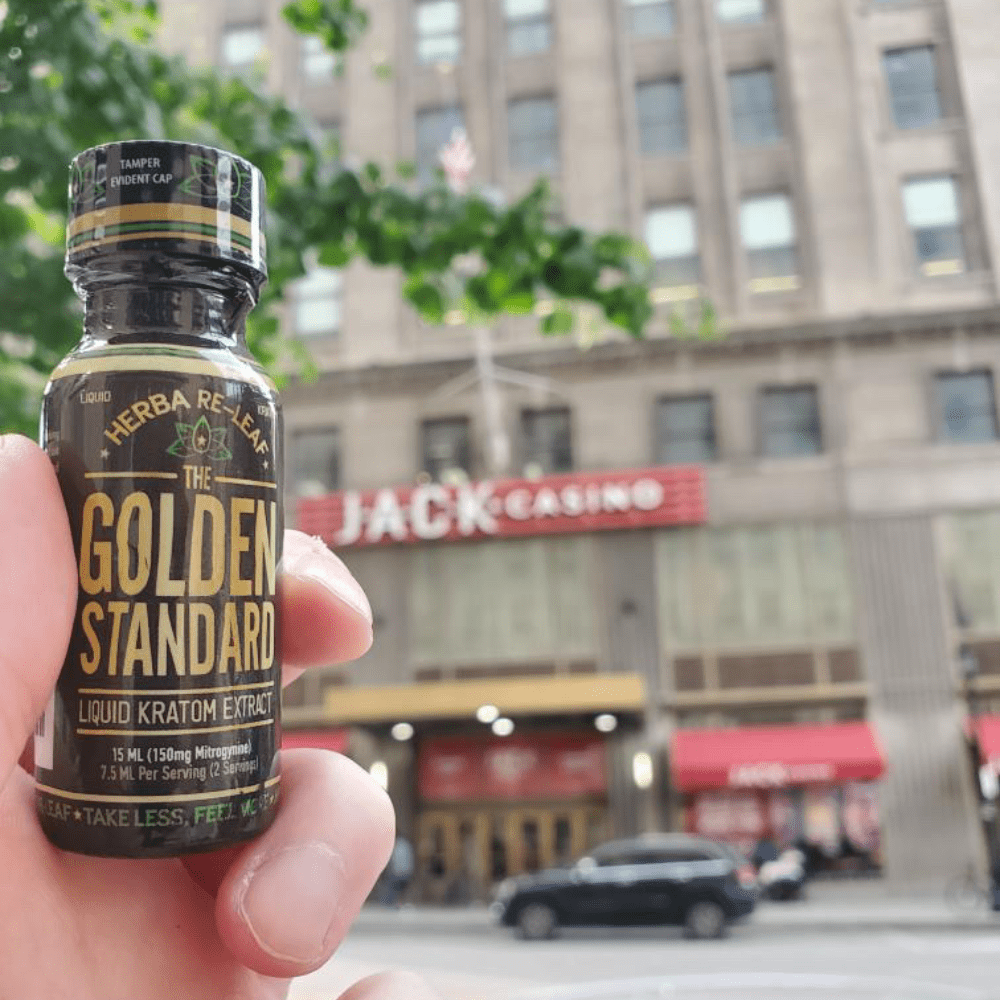 TAMPER
EVIDENT CAP
LIQUID
HERBA RE-LEAF
THE
GOLDEN
STANDARD
LIQUID KRATOM EXTRACT
15 ML (150mg Mitrogynine)
7.5 ML Per Serving (2 Servings)
LEAF★TAKE LESS, FEEL
JACK CASINO